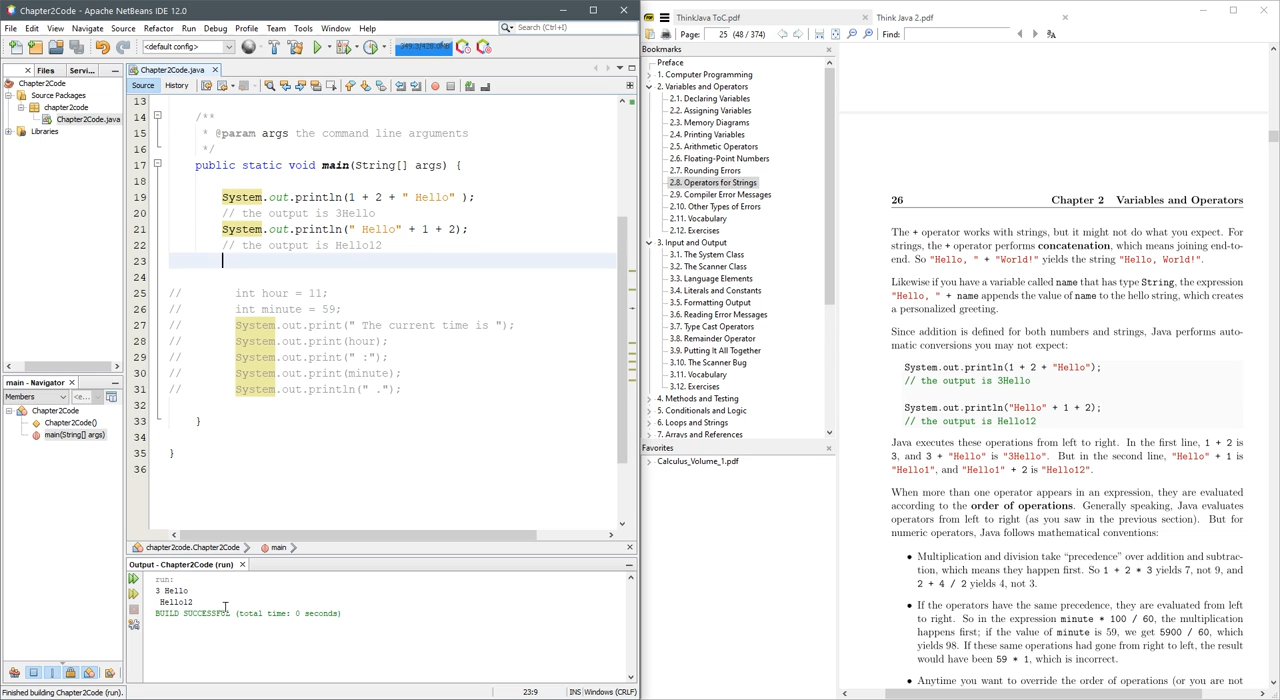 Chapter2Code - Apache NetBeans IDE 12.0
File Edit View Navigate Source Refactor Run Debug Profile Team Tools Window Help
Search (Ctrl+I)
<default config>
Files Servi...
Chapter2Code
Source Packages
chapter2code
Chapter2Code.java
Libraries
main - Navigator
Members <e...
Chapter2Code
Chapter2Code()
main(String[] args)
Finished building Chapter2Code (run).
Chapter2Code.java
Source History
13
14 /**
15 * @param args the command line arguments
16 */
17 public static void main(String[] args) {
18
19 System.out.println(1 + 2 + " Hello" );
20 // the output is 3Hello
21 System.out.println(" Hello" + 1 + 2);
22 // the output is Hello12
23
24
25 // int hour = 11;
26 // int minute = 59;
27 // System.out.print(" The current time is ");
28 // System.out.print(hour);
29 // System.out.print(" :");
30 // System.out.print(minute);
31 // System.out.println(" .");
32
33 }
34
35 }
36
chapter2code.Chapter2Code main
Output - Chapter2Code (run)
run:
3 Hello
Hello12
BUILD SUCCESSFUL (total time: 0 seconds)
23:9 INS Windows (CRLF)
ThinkJava ToC.pdf
Think Java 2.pdf
Page: 25 (48 / 374) Find:
Bookmarks
Preface
1. Computer Programming
2. Variables and Operators
2.1. Declaring Variables
2.2. Assigning Variables
2.3. Memory Diagrams
2.4. Printing Variables
2.5. Arithmetic Operators
2.6. Floating-Point Numbers
2.7. Rounding Errors
2.8. Operators for Strings
2.9. Compiler Error Messages
2.10. Other Types of Errors
2.11. Vocabulary
2.12. Exercises
3. Input and Output
3.1. The System Class
3.2. The Scanner Class
3.3. Language Elements
3.4. Literals and Constants
3.5. Formatting Output
3.6. Reading Error Messages
3.7. Type Cast Operators
3.8. Remainder Operator
3.9. Putting It All Together
3.10. The Scanner Bug
3.11. Vocabulary
3.12. Exercises
4. Methods and Testing
5. Conditionals and Logic
6. Loops and Strings
7. Arrays and References
Favorites
Calculus_Volume_1.pdf
26 Chapter 2 Variables and Operators
The + operator works with strings, but it might not do what you expect. For
strings, the + operator performs concatenation, which means joining end-to-
end. So "Hello, " + "World!" yields the string "Hello, World!".
Likewise if you have a variable called name that has type String, the expression
"Hello, " + name appends the value of name to the hello string, which creates
a personalized greeting.
Since addition is defined for both numbers and strings, Java performs auto-
matic conversions you may not expect:
System.out.println(1 + 2 + "Hello");
// the output is 3Hello
System.out.println("Hello" + 1 + 2);
// the output is Hello12
Java executes these operations from left to right. In the first line, 1 + 2 is
3, and 3 + "Hello" is "3Hello". But in the second line, "Hello" + 1 is
"Hello1", and "Hello1" + 2 is "Hello12".
When more than one operator appears in an expression, they are evaluated
according to the order of operations. Generally speaking, Java evaluates
operators from left to right (as you saw in the previous section). But for
numeric operators, Java follows mathematical conventions:
• Multiplication and division take “precedence” over addition and subtrac-
tion, which means they happen first. So 1 + 2 * 3 yields 7, not 9, and
2 + 4 / 2 yields 4, not 3.
• If the operators have the same precedence, they are evaluated from left
to right. So in the expression minute * 100 / 60, the multiplication
happens first; if the value of minute is 59, we get 5900 / 60, which
yields 98. If these same operations had gone from right to left, the result
would have been 59 * 1, which is incorrect.
• Anytime you want to override the order of operations (or you are not